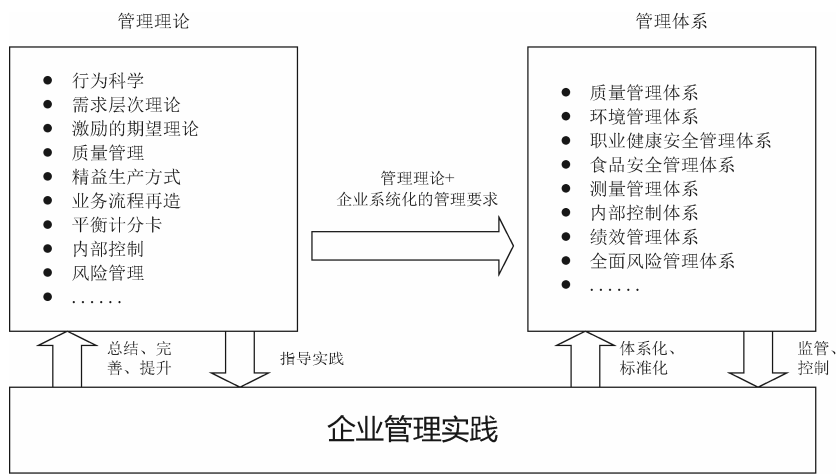 管理理论
管理体系
● 行为科学
● 需求层次理论
● 激励的期望理论
● 质量管理
● 精益生产方式
● 业务流程再造
● 平衡计分卡
● 内部控制
● 风险管理
● ......
管理理论+
企业系统化的管理要求
● 质量管理体系
● 环境管理体系
● 职业健康安全管理体系
● 食品安全管理体系
● 测量管理体系
● 内部控制体系
● 绩效管理体系
● 全面风险管理体系
● ......
总结、完
善、提升
指导实践
体系化、
标准化
监管、
控制
企业管理实践